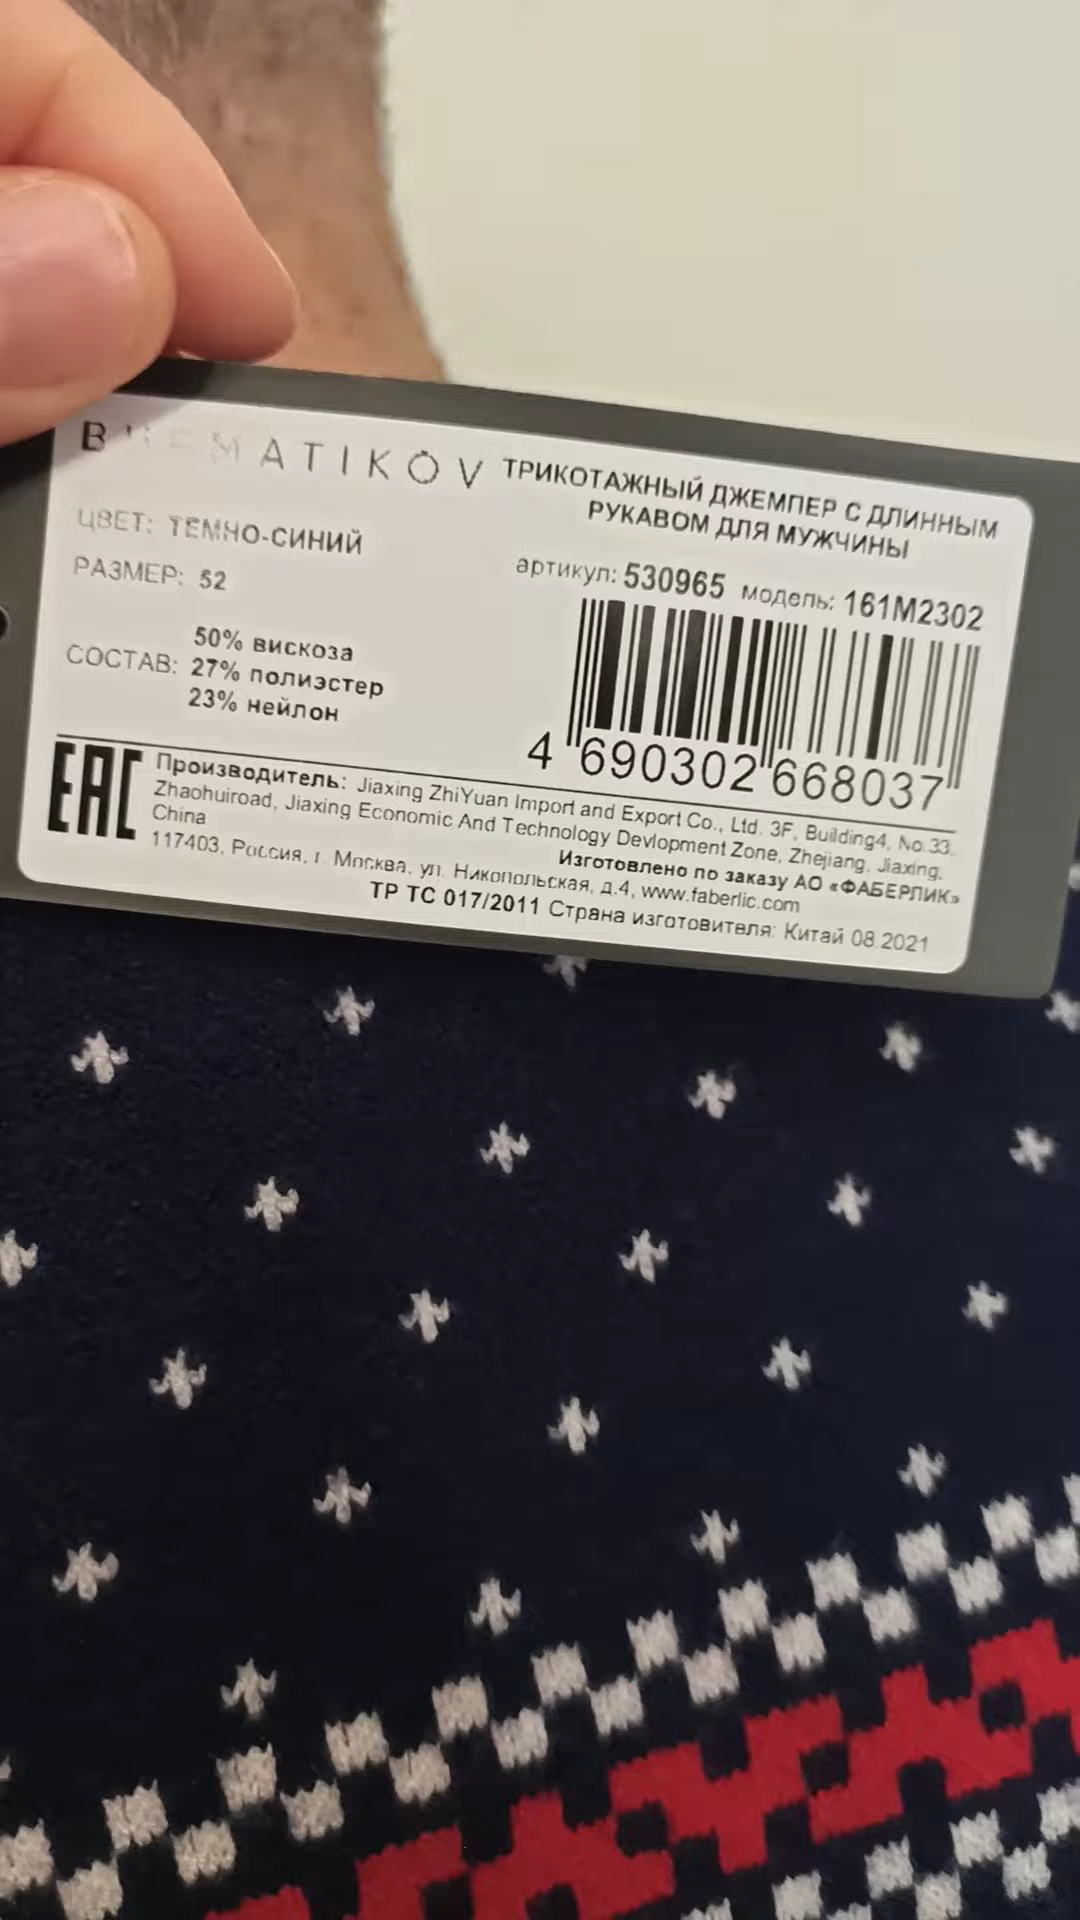 ATIKOV
ТРИКОТАЖНЫЙ ДЖЕМПЕР С ДЛИННЫМ
РУКАВОМ ДЛЯ МУЖЧИНЫ
ЦВЕТ: ТЕМНО-СИНИЙ
РАЗМЕР: 52
артикул: 530965 модель: 161M2302
50% вискоза
СОСТАВ: 27% полиэстер
23% нейлон
4 690302 668037
EAC
Производитель: Jiaxing ZhiYuan Import and Export Co., Ltd. 3F, Building4, No.33.
Zhaohuiroad, Jiaxing Economic And Technology Devlopment Zone, Zhejiang, Jiaxing,
China
Изготовлено по заказу АО «ФАБЕРЛИК»
117403, Россия, г. Москва, ул. Никопольская, д.4, www.faberlic.com
ТР ТС 017/2011 Страна изготовителя: Китай 08.2021